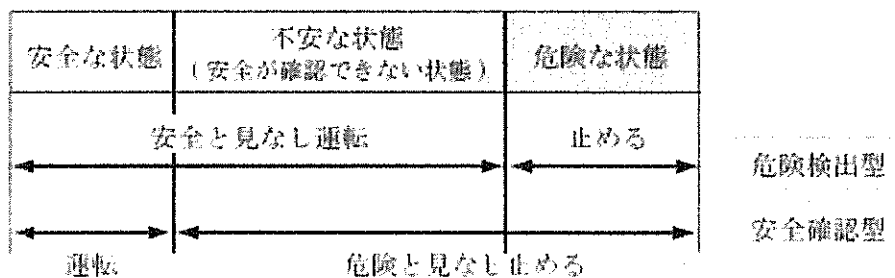 安全な状態
不安な状態
(安全が確認できない状態)
危険な状態
安全と見なし運転
止める
危険検出型
安全確認型
運転
危険と見なし止める